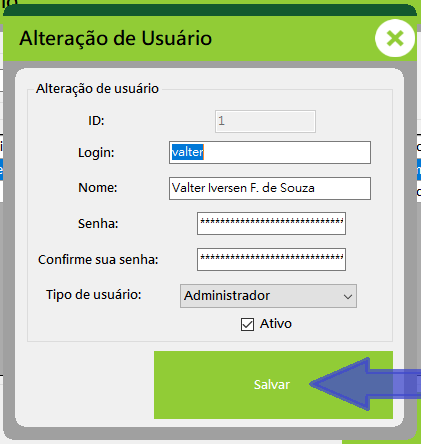 Alteração de Usuário
Alteração de usuário
ID: 1
Login: valter
Nome: Valter Iversen F. de Souza
Senha: ****************************
Confirme sua senha: ****************************
Tipo de usuário: Administrador
Ativo
Salvar